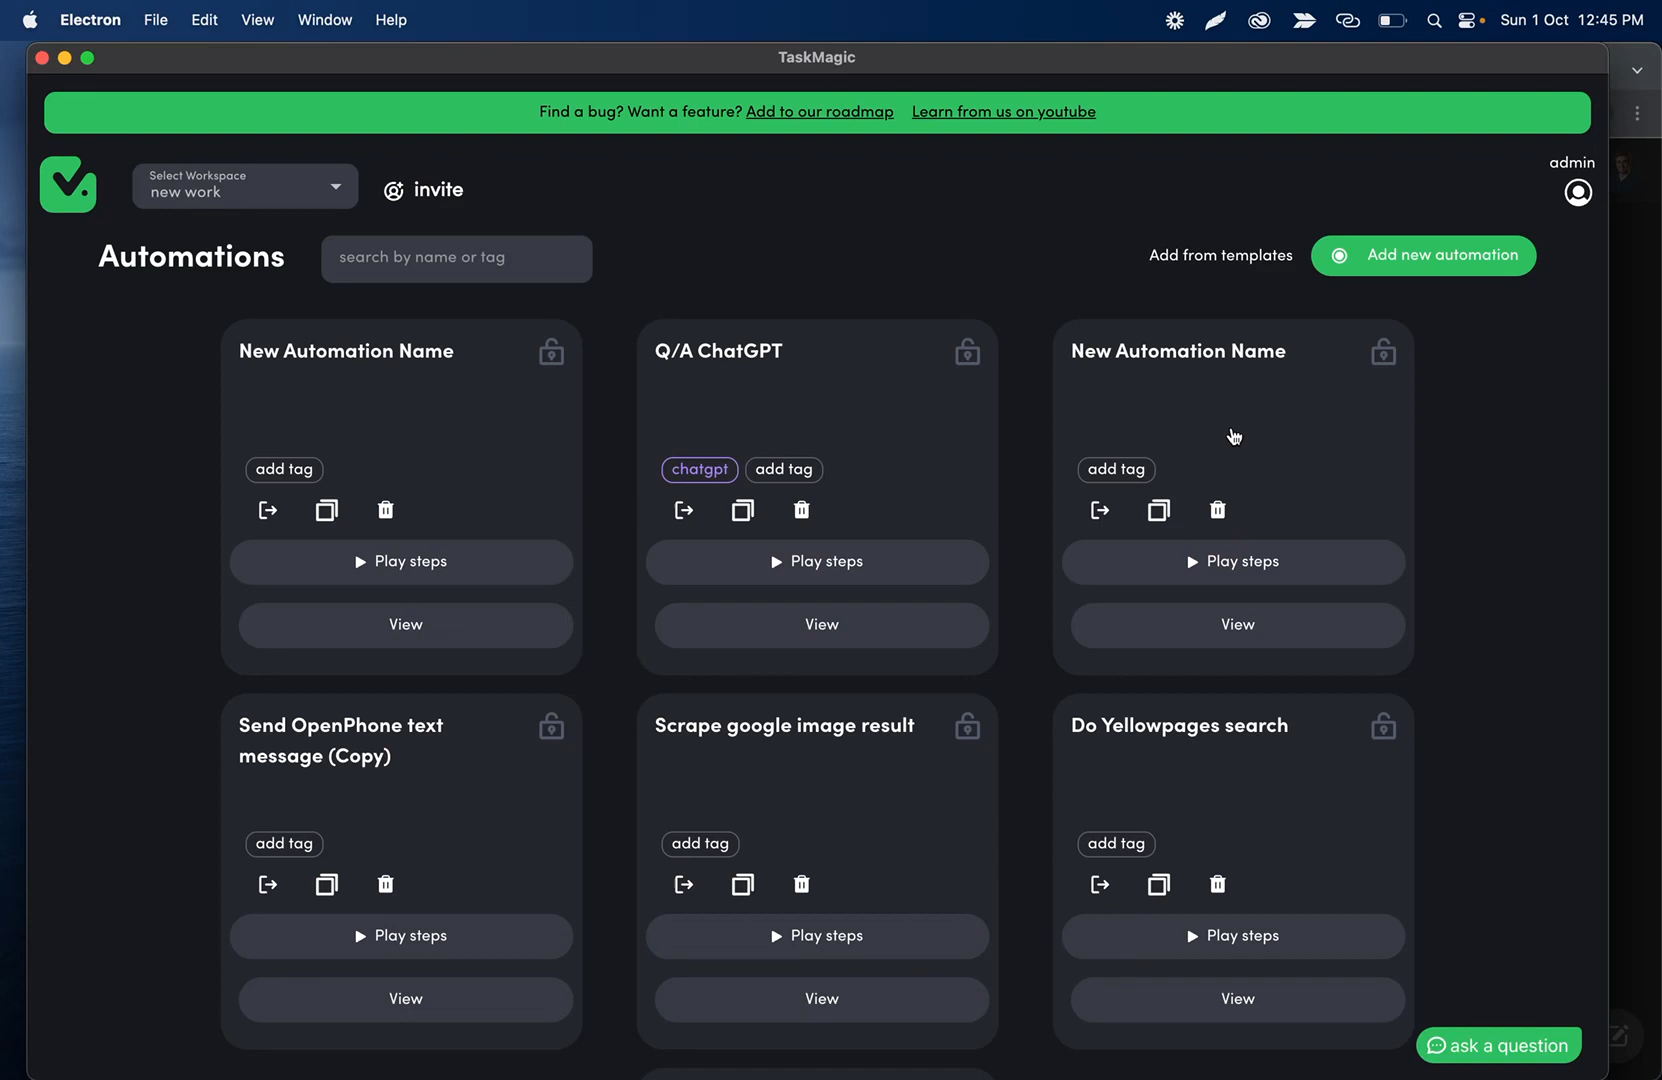 Electron File Edit View Window Help
Sun 1 Oct 12:45 PM
TaskMagic
Find a bug? Want a feature? Add to our roadmap Learn from us on youtube
Select Workspace
new work
invite
admin
Automations
search by name or tag
Add from templates
Add new automation
New Automation Name
add tag
Play steps
View
Q/A ChatGPT
chatgpt
add tag
Play steps
View
New Automation Name
add tag
Play steps
View
Send OpenPhone text
message (Copy)
add tag
Play steps
View
Scrape google image result
add tag
Play steps
View
Do Yellowpages search
add tag
Play steps
View
ask a question